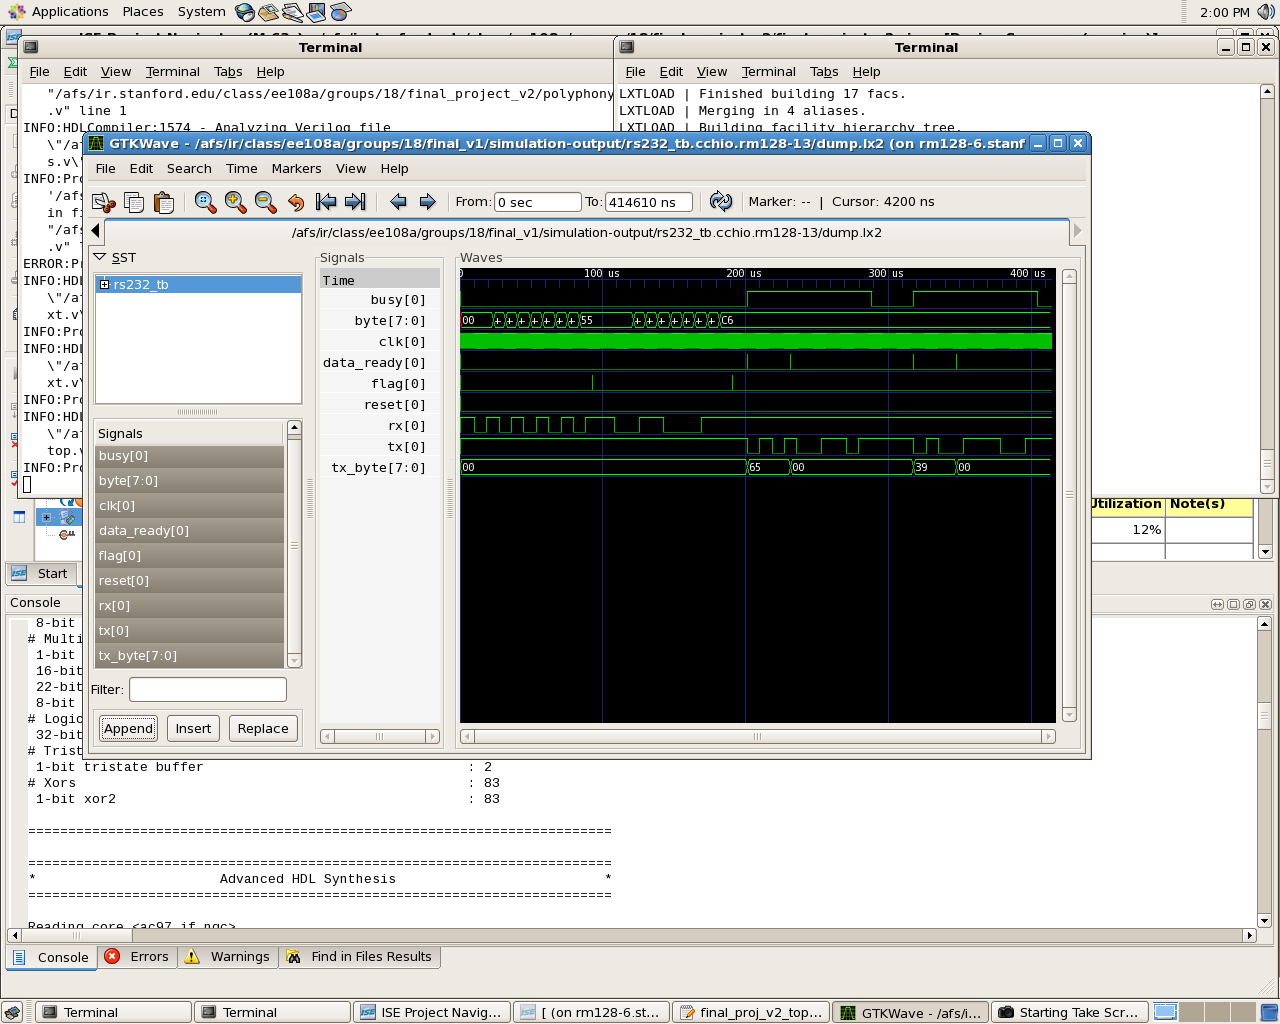 Applications Places System
2:00 PM
Terminal
File Edit View Terminal Tabs Help
"/afs/ir.stanford.edu/class/ee108a/groups/18/final_project_v2/polyphony
.v" line 1
INFO:HDLCompiler:1574 - Analyzing Verilog file
\"/a
s.v\
INFO:Pro
'/afs
in fi
"/afs
.v" l
ERROR:Pr
INFO:HDL
\"/af
xt.v
INFO:Pro
INFO:HDL
\"/af
xt.v\
INFO:Pro
INFO:HDL
\"/af
top.v
INFO:Pro
Terminal
File Edit View Terminal Tabs Help
LXTLOAD | Finished building 17 facs.
LXTLOAD | Merging in 4 aliases.
LXTLOAD | Building facility hierarchy tree.
GTKWave - /afs/ir/class/ee108a/groups/18/final_v1/simulation-output/rs232_tb.cchio.rm128-13/dump.lx2 (on rm128-6.stanf
File Edit Search Time Markers View Help
From: 0 sec To: 414610 ns Marker: -- | Cursor: 4200 ns
/afs/ir/class/ee108a/groups/18/final_v1/simulation-output/rs232_tb.cchio.rm128-13/dump.lx2
SST
rs232_tb
Signals
busy[0]
byte[7:0]
clk[0]
data_ready[0]
flag[0]
reset[0]
rx[0]
tx[0]
tx_byte[7:0]
Filter:
Append Insert Replace
Signals
Time
busy[0]
byte[7:0]
clk[0]
data_ready[0]
flag[0]
reset[0]
rx[0]
tx[0]
tx_byte[7:0]
Waves
0 100 us 200 us 300 us 400 us
00 + + + + + + + 55 + + + + + + + C6
00 65 00 39 00
Utilization Note(s)
12%
Start
Console
8-bit
# Multi
1-bit
16-bit
22-bit
8-bit
# Logic
32-bit
# Trist
1-bit tristate buffer : 2
# Xors : 83
1-bit xor2 : 83
=========================================================================
=========================================================================
* Advanced HDL Synthesis *
=========================================================================
Reading core <ac97_if.ngc>.
Console Errors Warnings Find in Files Results
Terminal Terminal ISE Project Navig... [ (on rm128-6.st... final_proj_v2_top... GTKWave - /afs/i... Starting Take Scr...